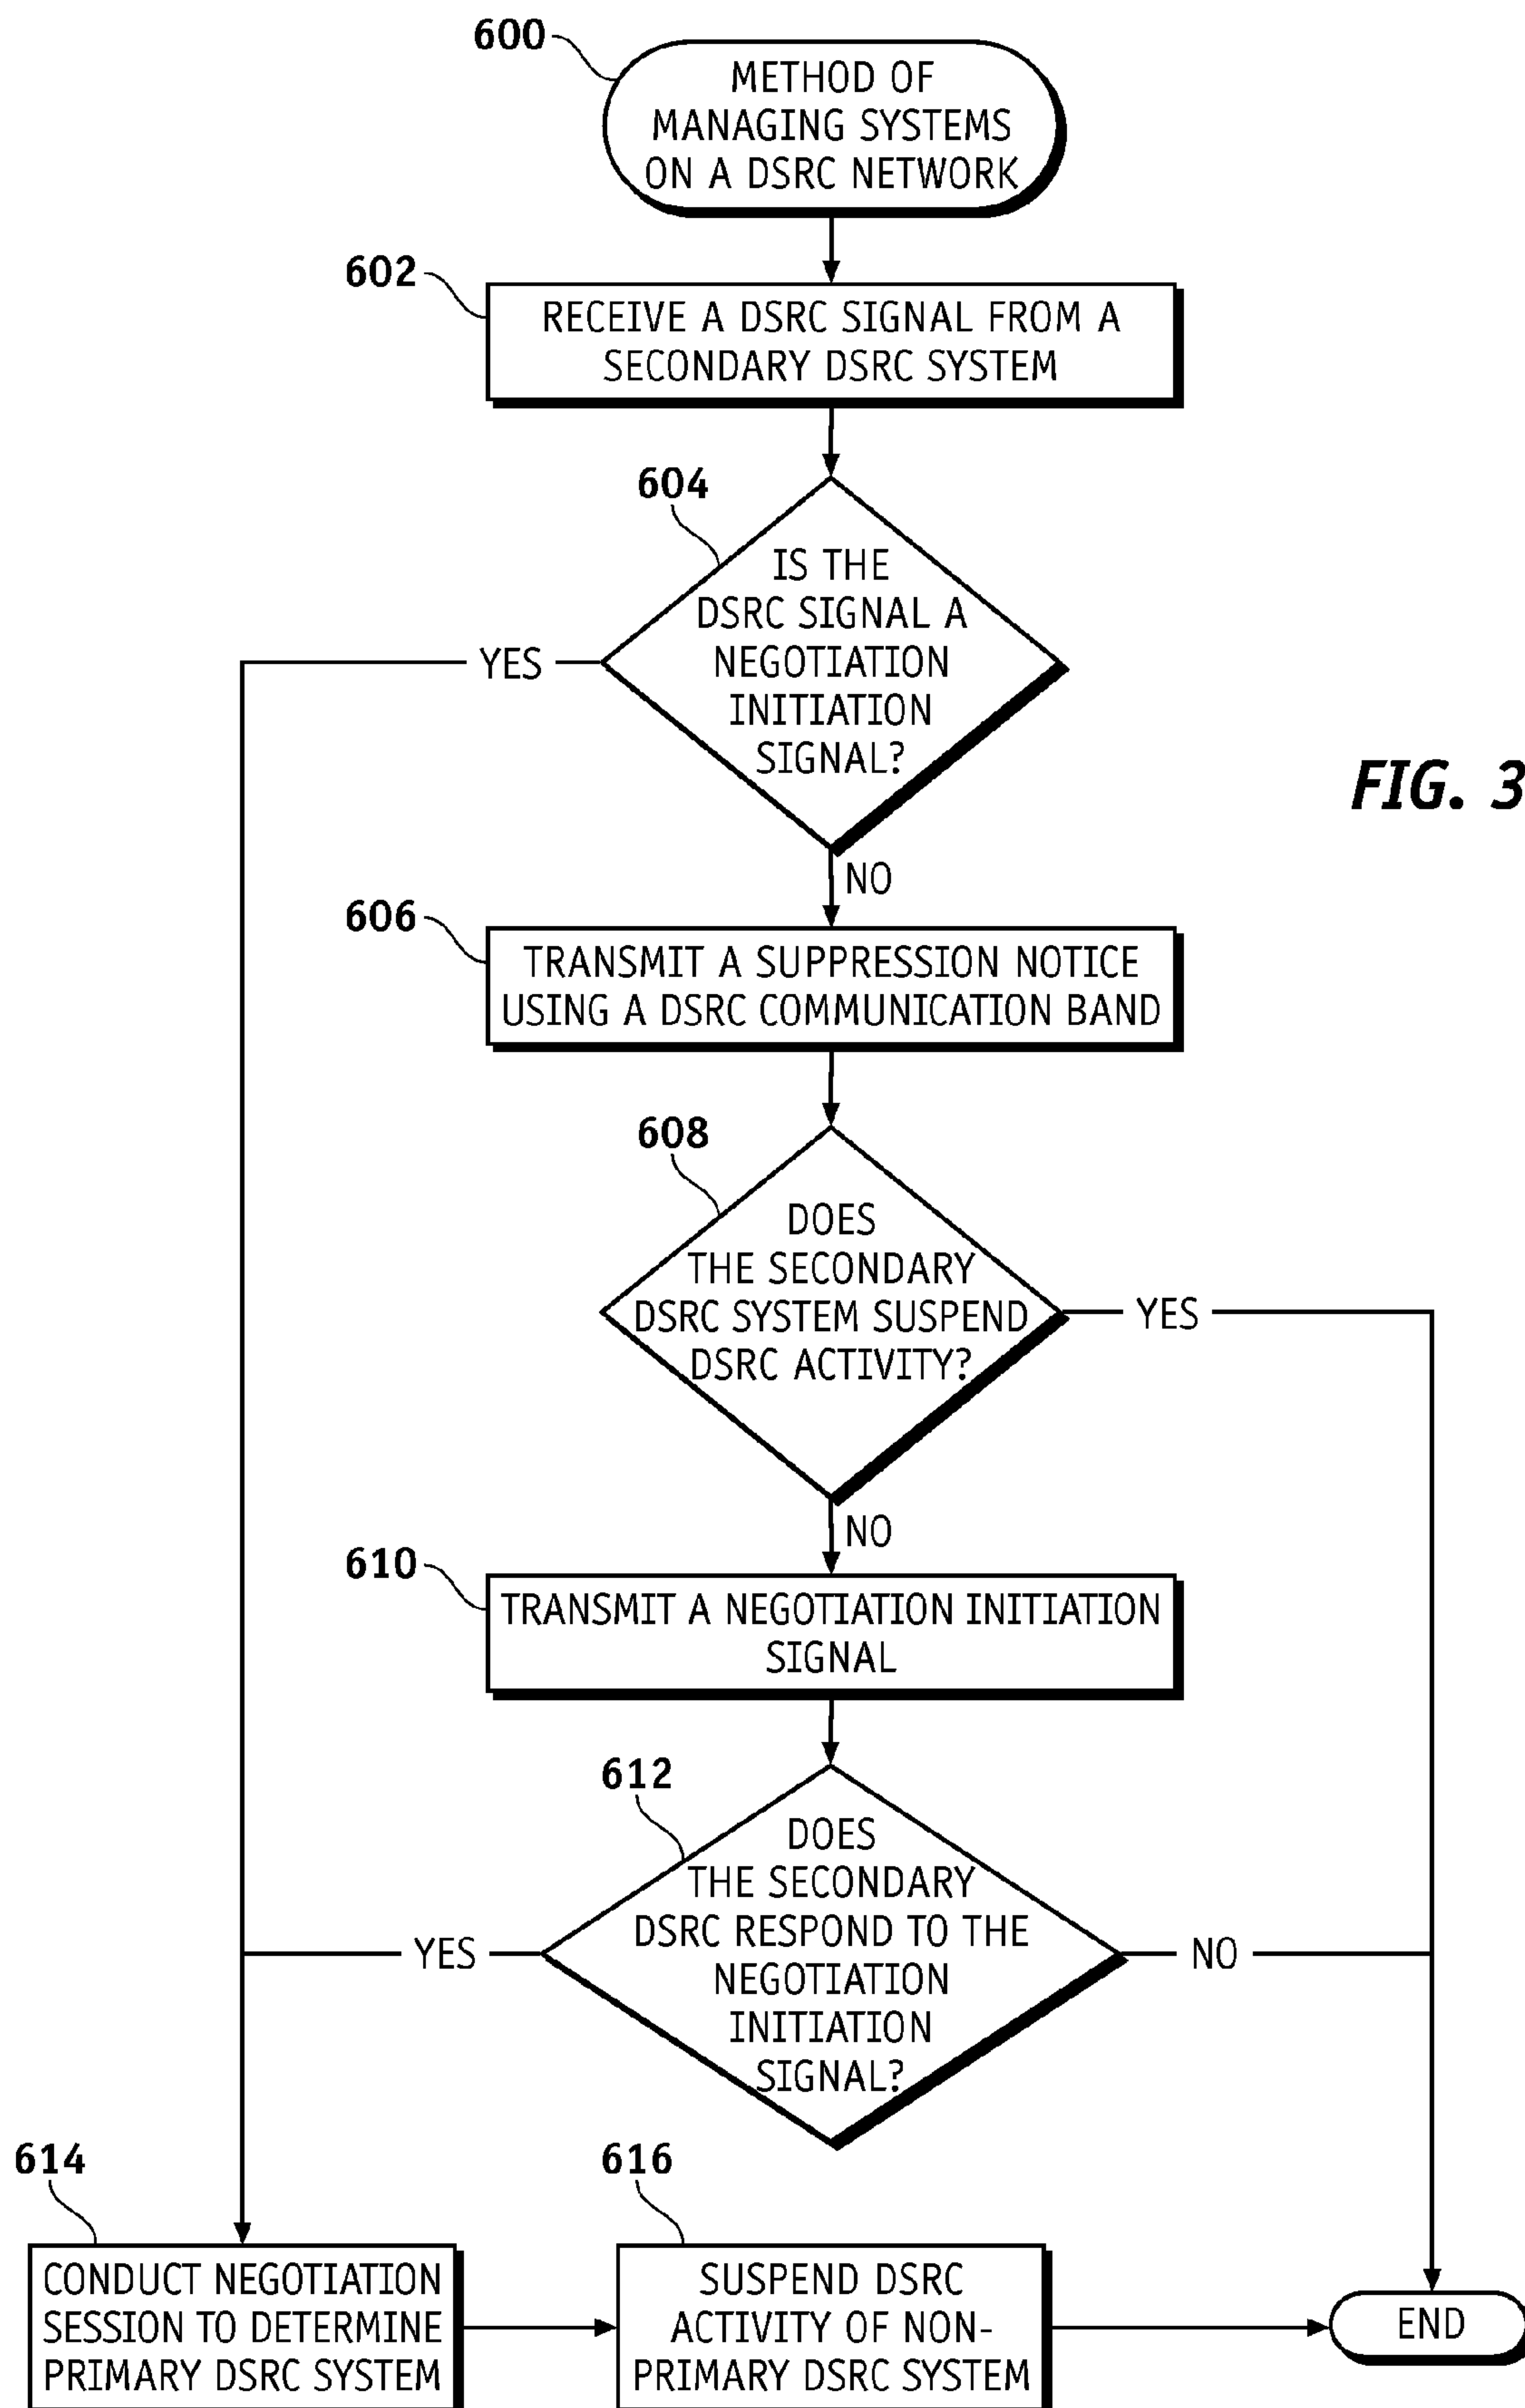 600
METHOD OF
MANAGING SYSTEMS
ON A DSRC NETWORK
602
RECEIVE A DSRC SIGNAL FROM A
SECONDARY DSRC SYSTEM
604
IS THE
DSRC SIGNAL A
NEGOTIATION
INITIATION
SIGNAL?
YES
NO
FIG. 3
606
TRANSMIT A SUPPRESSION NOTICE
USING A DSRC COMMUNICATION BAND
608
DOES
THE SECONDARY
DSRC SYSTEM SUSPEND
DSRC ACTIVITY?
YES
NO
610
TRANSMIT A NEGOTIATION INITIATION
SIGNAL
612
DOES
THE SECONDARY
DSRC RESPOND TO THE
NEGOTIATION
INITIATION
SIGNAL?
YES
NO
614
CONDUCT NEGOTIATION
SESSION TO DETERMINE
PRIMARY DSRC SYSTEM
616
SUSPEND DSRC
ACTIVITY OF NON-
PRIMARY DSRC SYSTEM
END